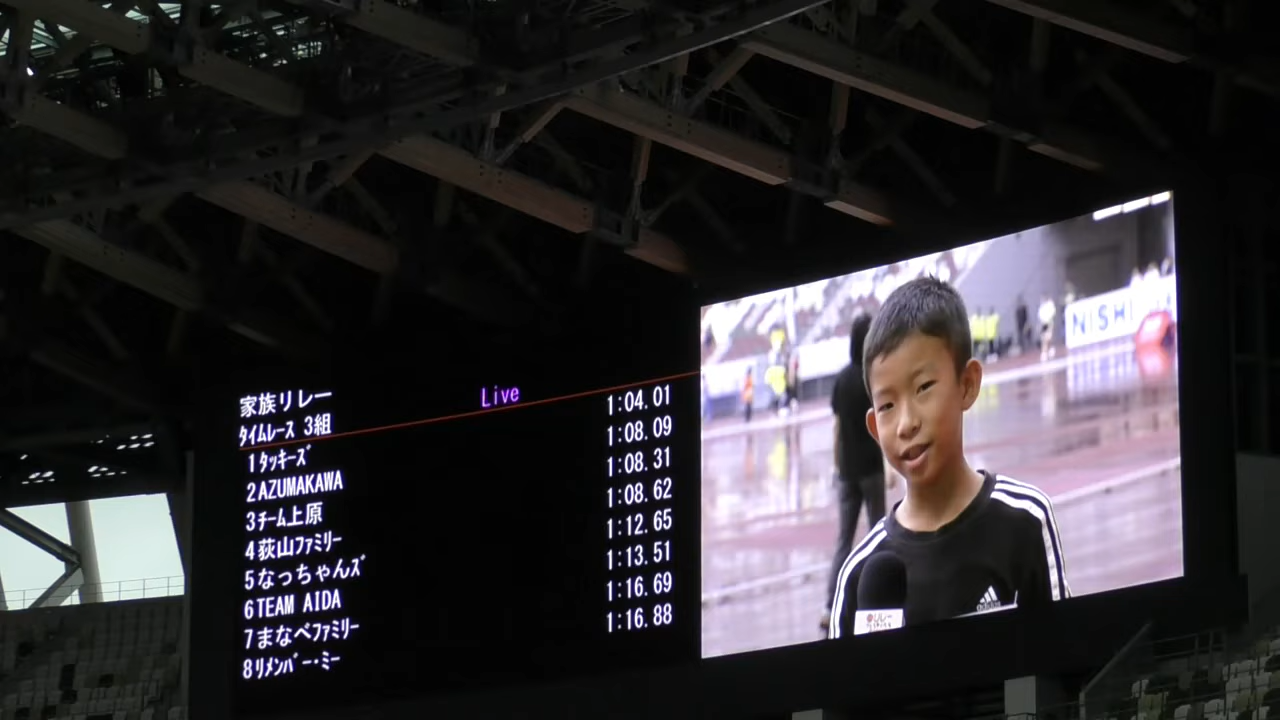 家族リレー
Live
タイムレース 3組
1タッキーズ 1:04.01
2AZUMAKAWA 1:08.09
3チーム上原 1:08.31
4荻山ファミリー 1:08.62
5なっちゃんズ 1:12.65
6TEAM AIDA 1:13.51
7まなべファミリー 1:16.69
8リメンバー・ミー 1:16.88
NISHI
adidas
リレー